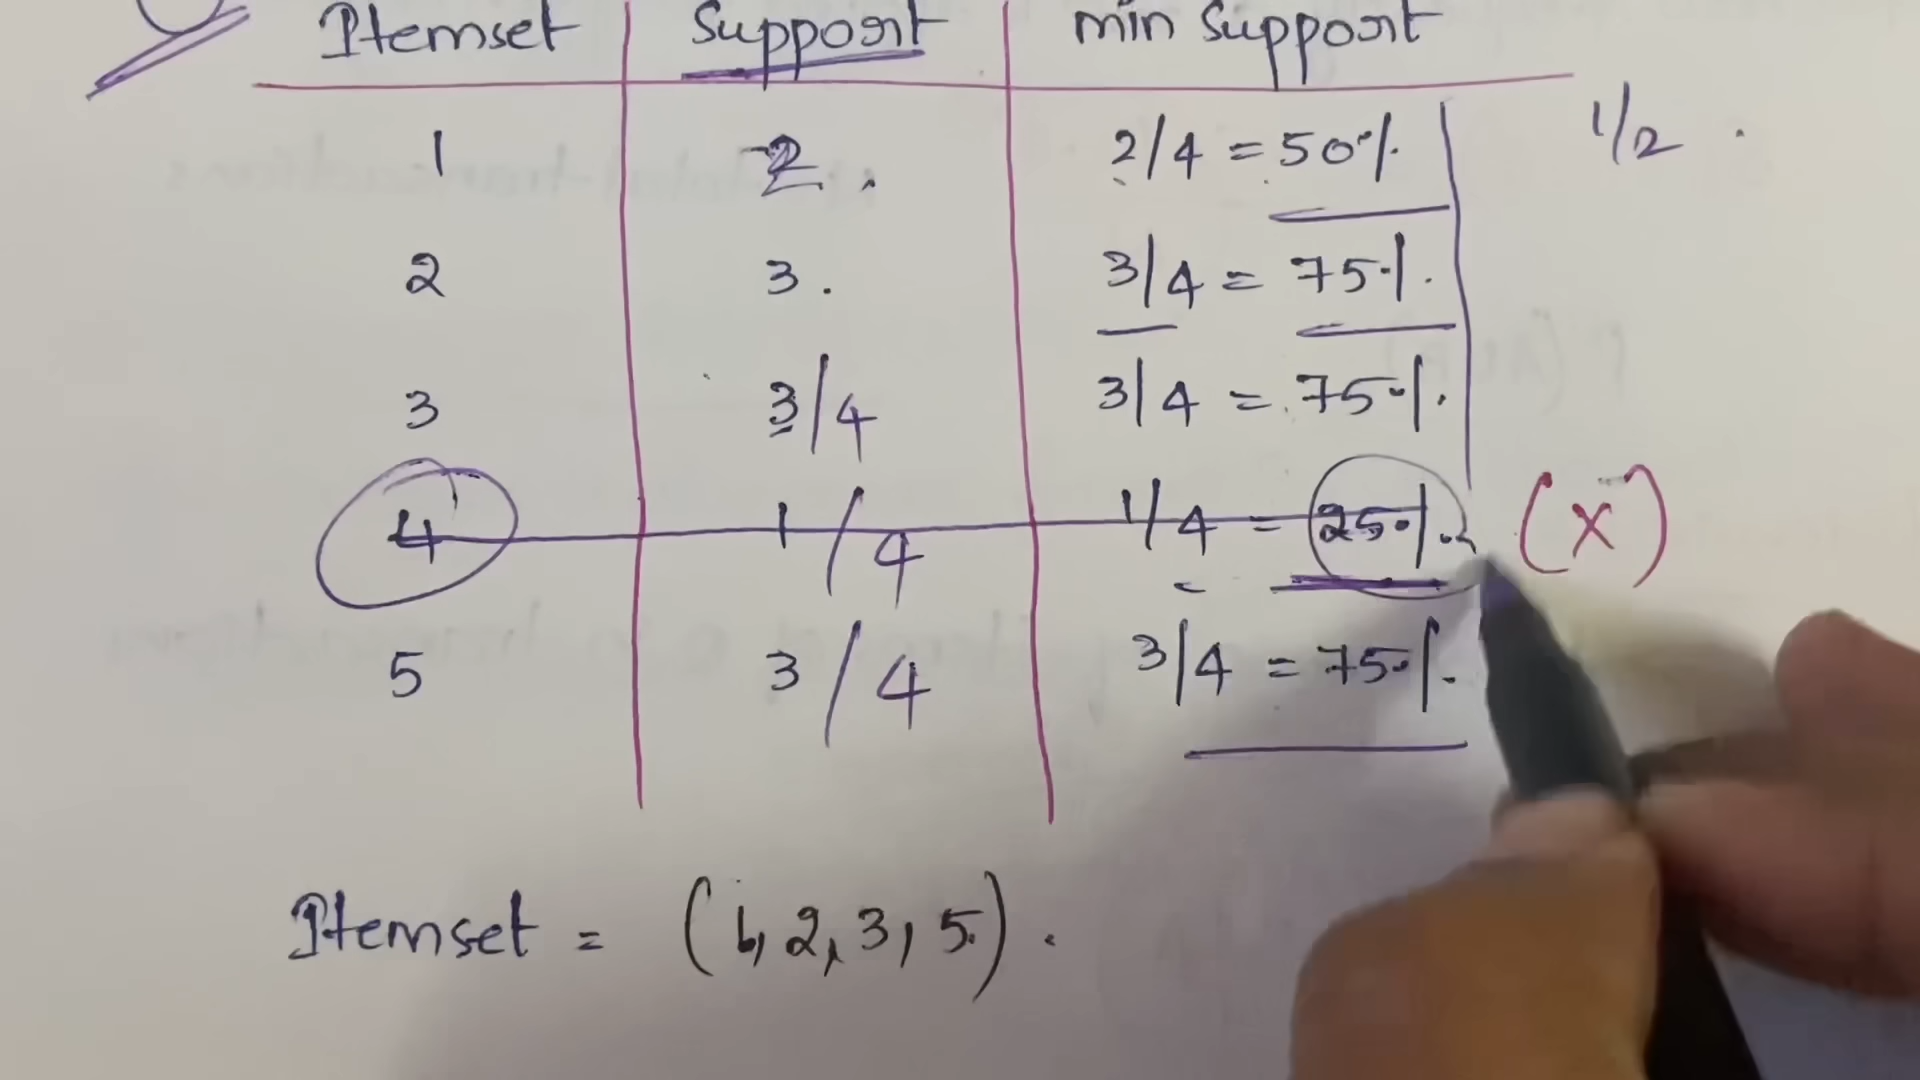 Itemset Support min Support
1 2. 2/4 = 50% 1/2 .
2 3. 3/4 = 75%.
3 3/4 3/4 = 75%.
4 1/4 1/4 = 25%. (X)
5 3/4 3/4 = 75%.
Itemset = (1, 2, 3, 5).